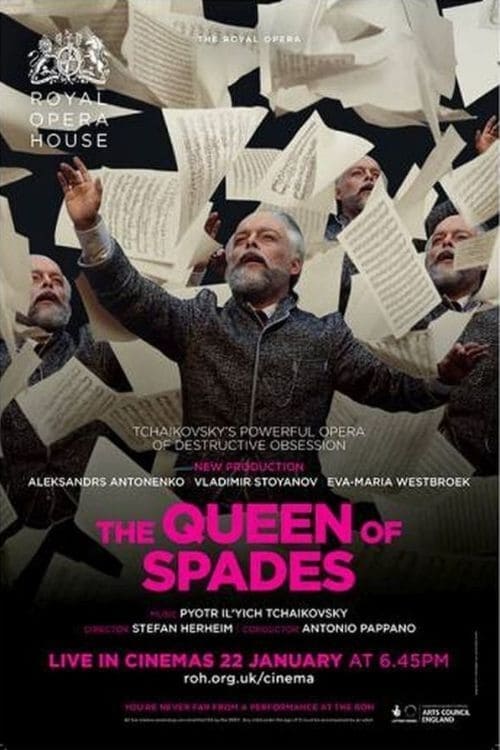 THE ROYAL OPERA
ROYAL
OPERA
HOUSE
TCHAIKOVSKY'S POWERFUL OPERA
OF DESTRUCTIVE OBSESSION
NEW PRODUCTION
ALEKSANDRS ANTONENKO VLADIMIR STOYANOV EVA-MARIA WESTBROEK
THE QUEEN OF
SPADES
MUSIC PYOTR IL'YICH TCHAIKOVSKY
DIRECTOR STEFAN HERHEIM CONDUCTOR ANTONIO PAPPANO
LIVE IN CINEMAS 22 JANUARY AT 6.45PM
roh.org.uk/cinema
YOU'RE NEVER FAR FROM A PERFORMANCE AT THE ROH
ARTS COUNCIL
ENGLAND